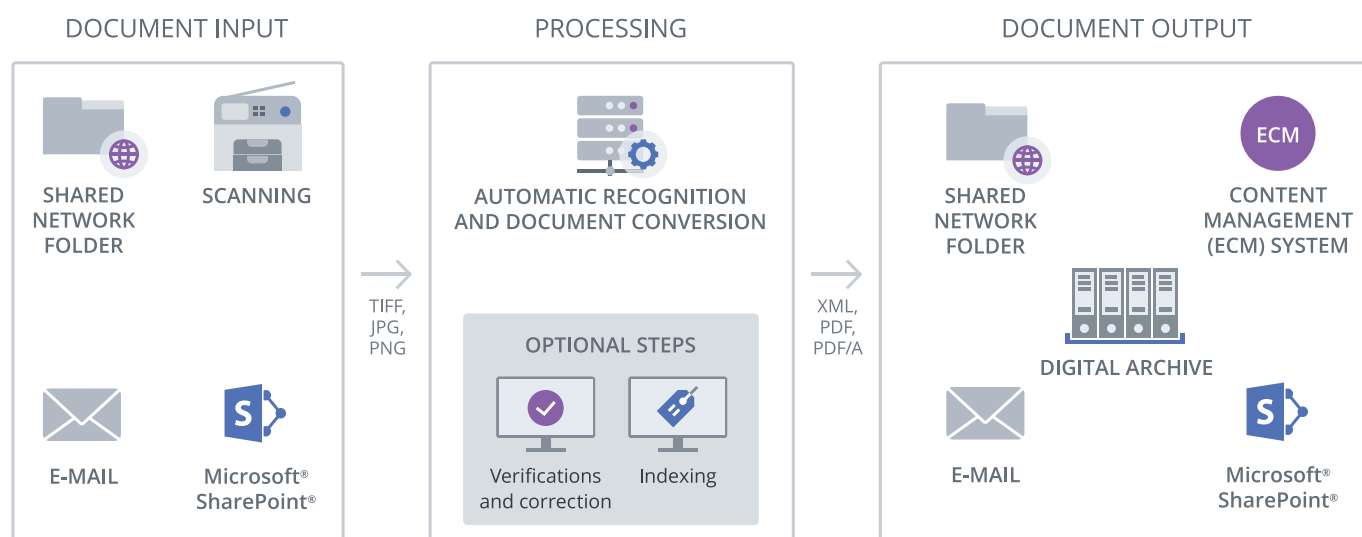 DOCUMENT INPUT
SHARED
NETWORK
FOLDER
SCANNING
E-MAIL
S
Microsoft®
SharePoint®
TIFF,
JPG,
PNG
PROCESSING
AUTOMATIC RECOGNITION
AND DOCUMENT CONVERSION
OPTIONAL STEPS
Verifications
and correction
Indexing
XML,
PDF,
PDF/A
DOCUMENT OUTPUT
SHARED
NETWORK
FOLDER
ECM
CONTENT
MANAGEMENT
(ECM) SYSTEM
DIGITAL ARCHIVE
E-MAIL
S
Microsoft®
SharePoint®